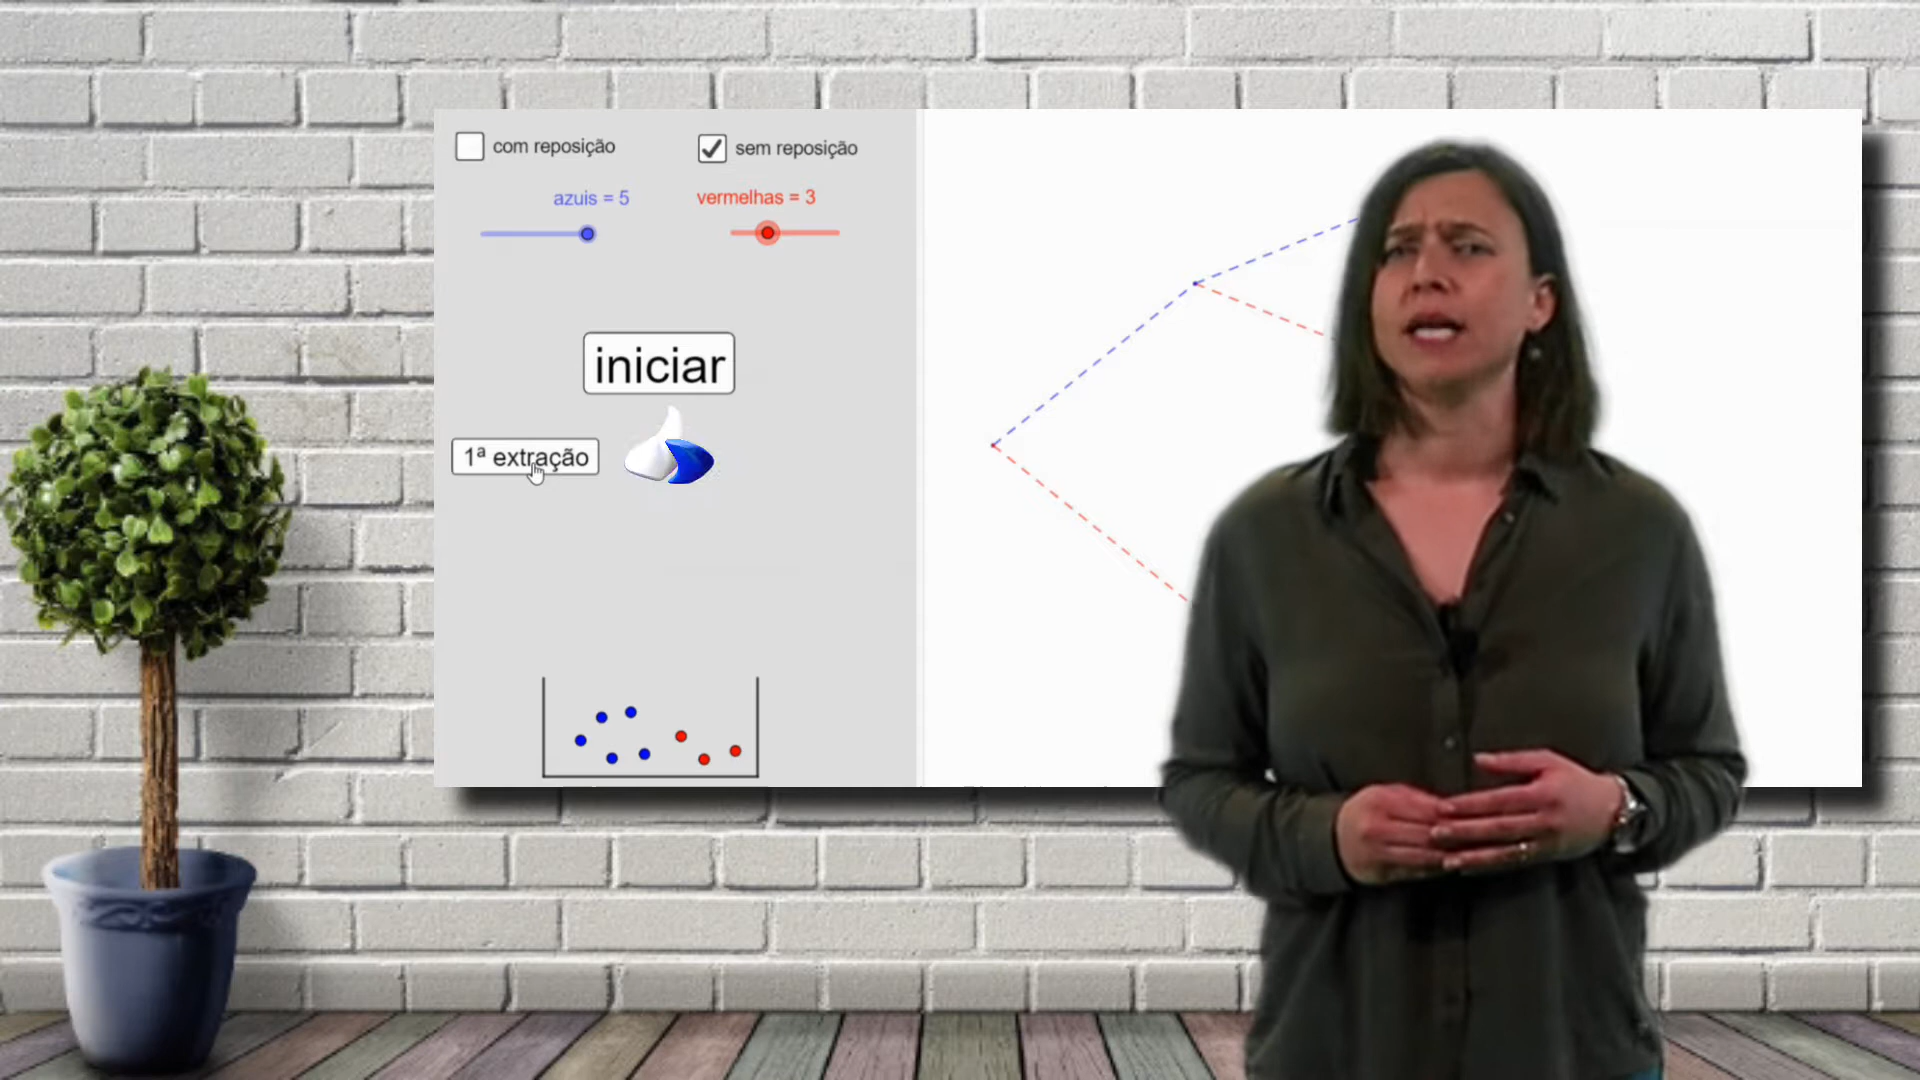 com reposição
sem reposição
azuis = 5
vermelhas = 3
iniciar
1ª extração